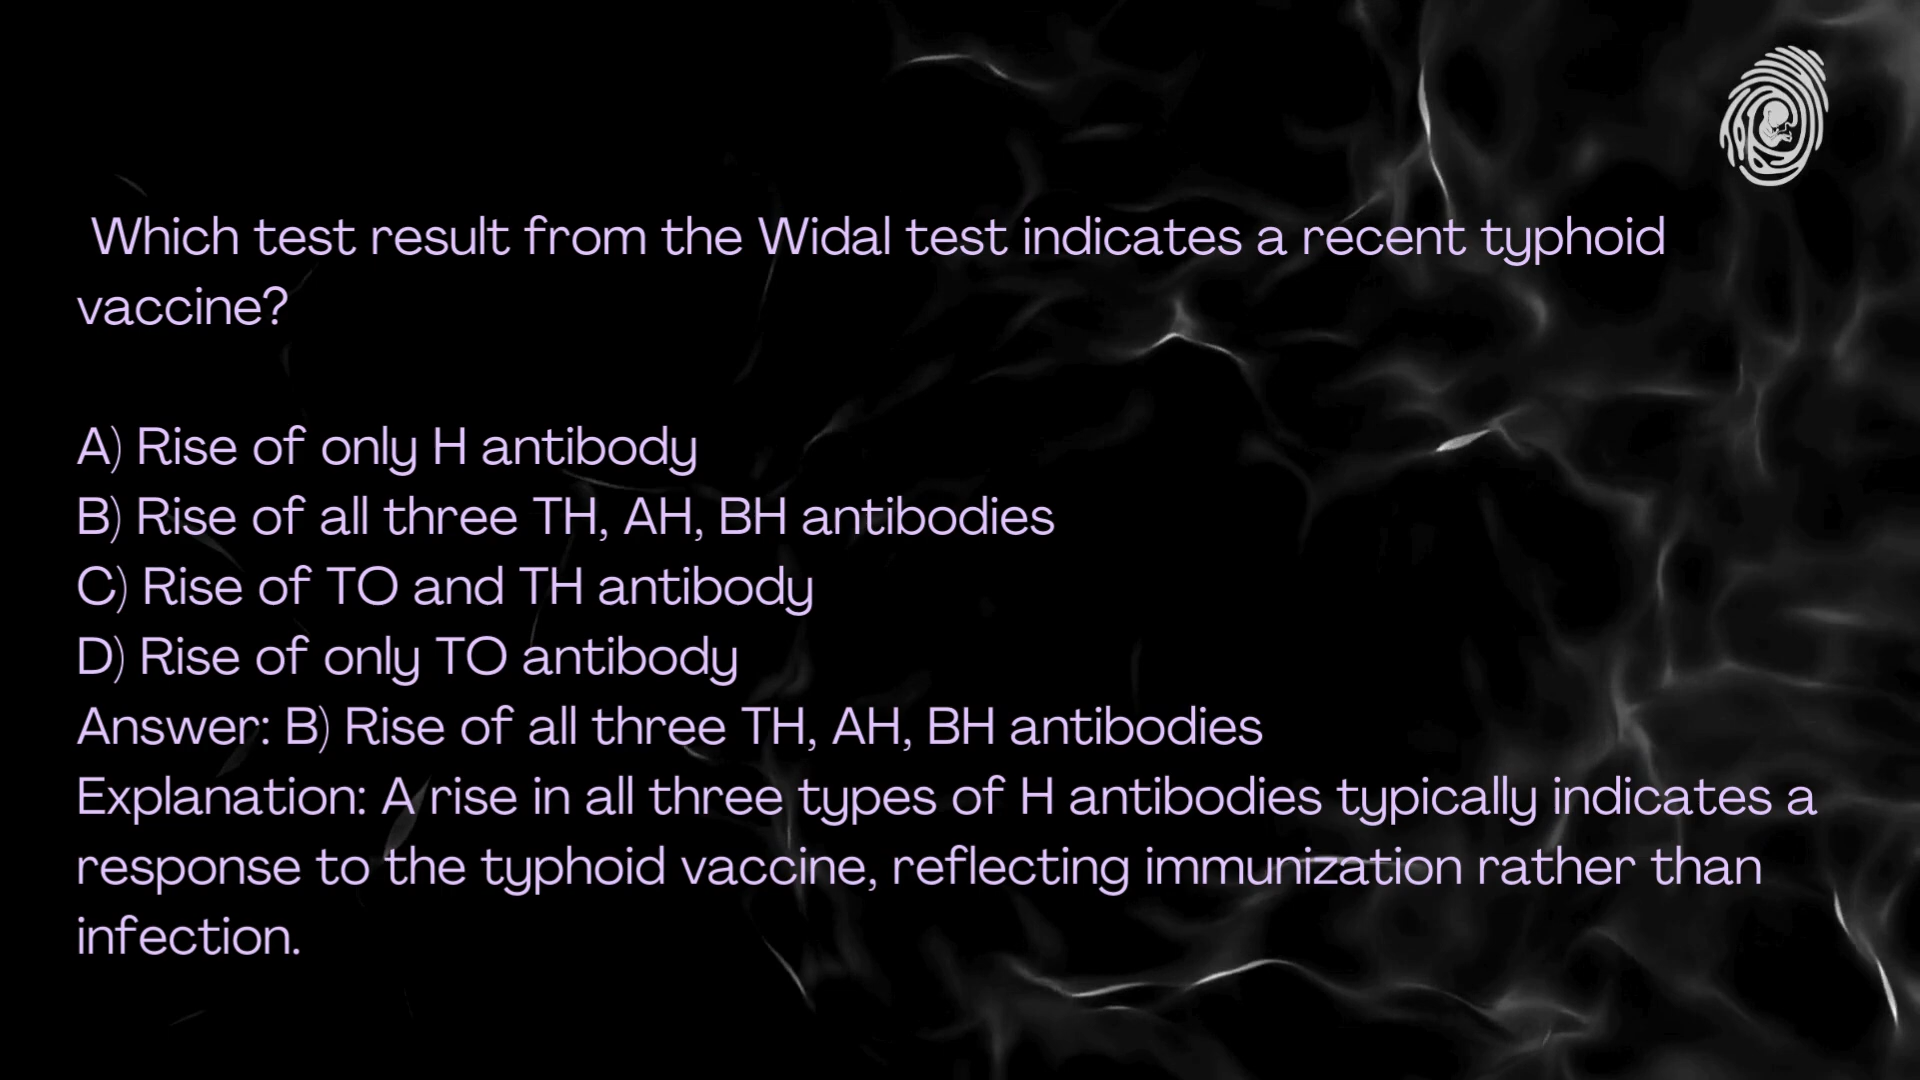 Which test result from the Widal test indicates a recent typhoid
vaccine?
A) Rise of only H antibody
B) Rise of all three TH, AH, BH antibodies
C) Rise of TO and TH antibody
D) Rise of only TO antibody
Answer: B) Rise of all three TH, AH, BH antibodies
Explanation: A rise in all three types of H antibodies typically indicates a
response to the typhoid vaccine, reflecting immunization rather than
infection.